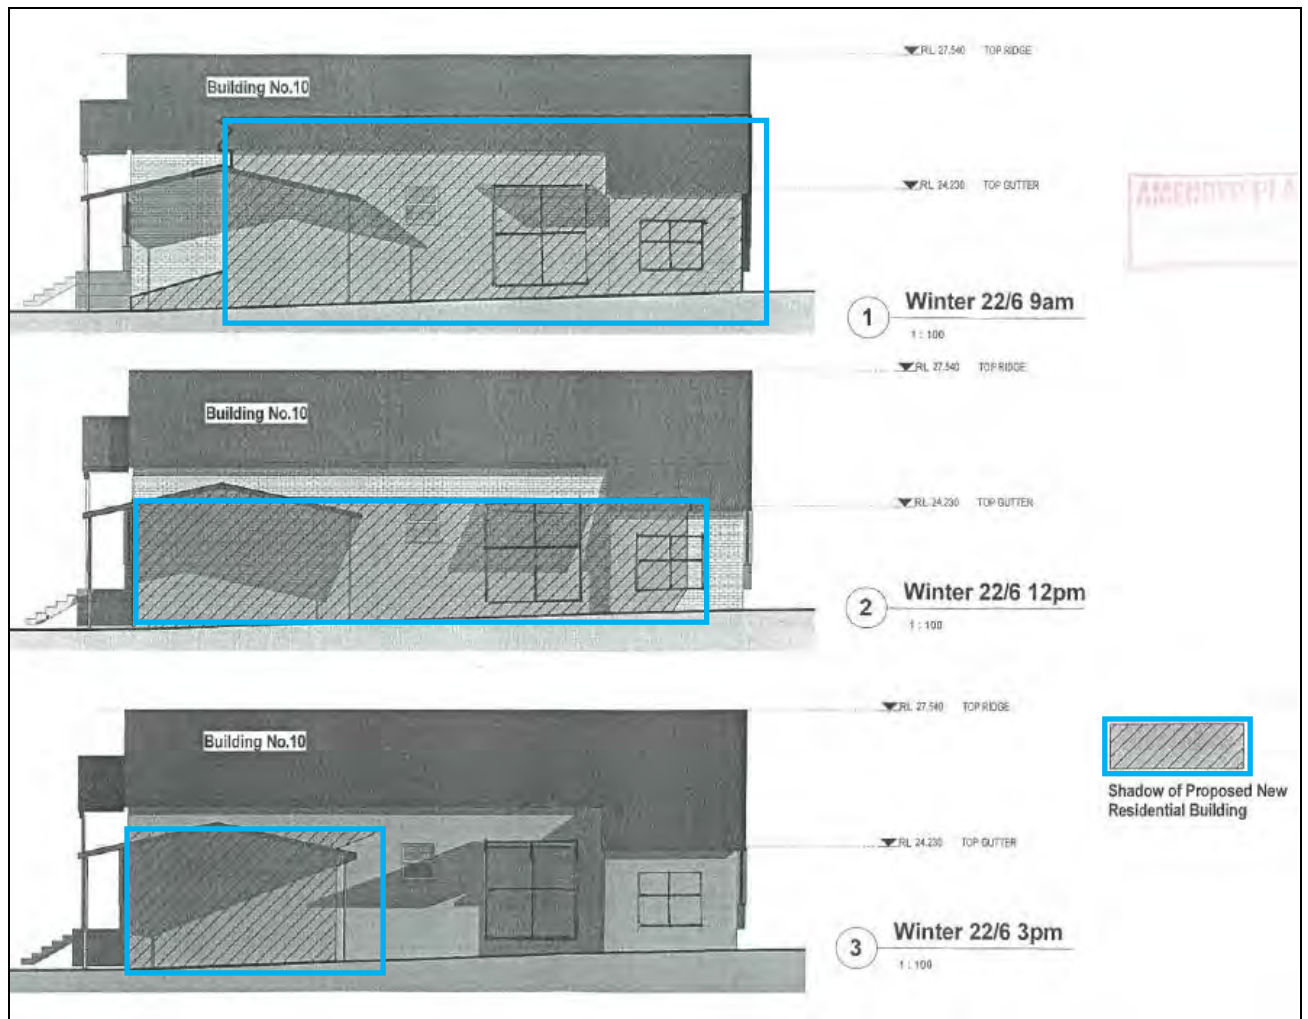 RL 27.540 TOP RIDGE
Building No.10
RL 24.230 TOP GUTTER
AMENDED PLA
1 Winter 22/6 9am
1 : 100
RL 27.540 TOP RIDGE
Building No.10
RL 24.230 TOP GUTTER
2 Winter 22/6 12pm
1 : 100
RL 27.540 TOP RIDGE
Building No.10
Shadow of Proposed New
Residential Building
RL 24.230 TOP GUTTER
3 Winter 22/6 3pm
1 : 100